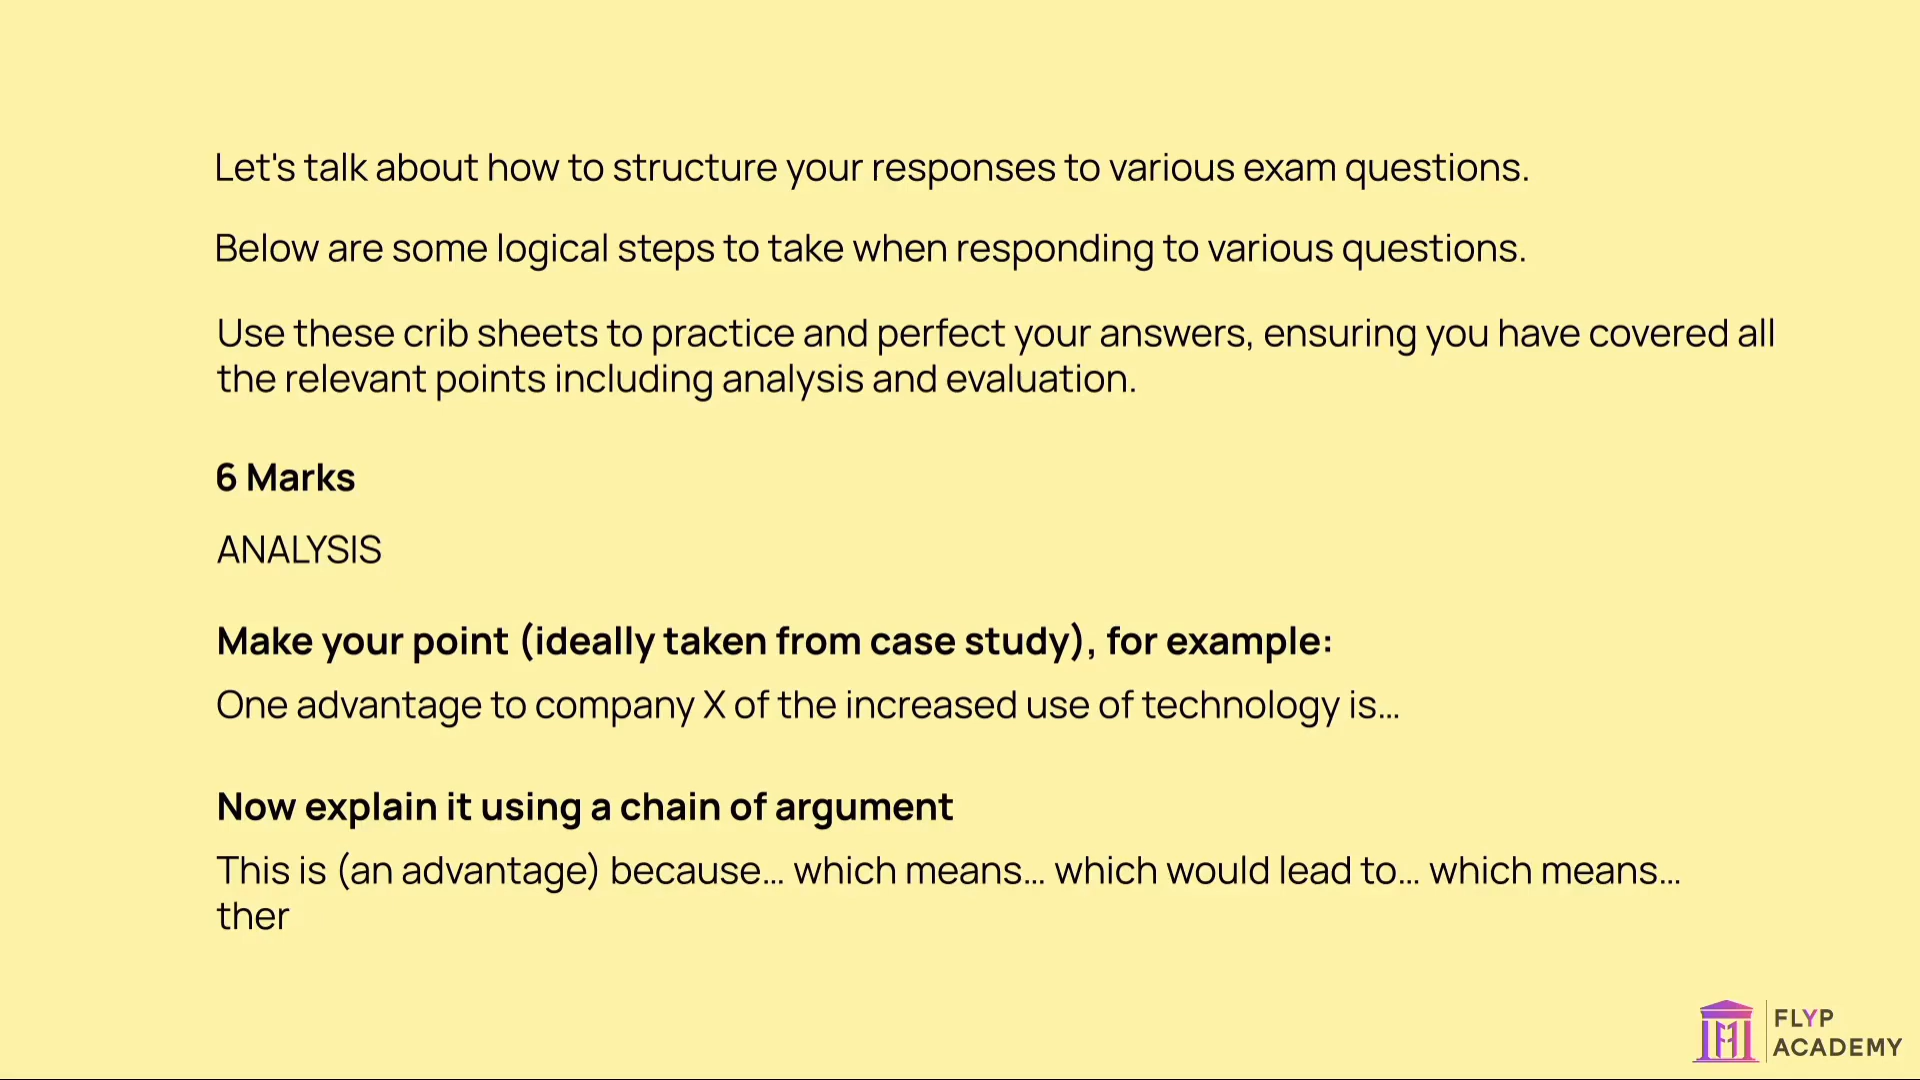 Let's talk about how to structure your responses to various exam questions.
Below are some logical steps to take when responding to various questions.
Use these crib sheets to practice and perfect your answers, ensuring you have covered all
the relevant points including analysis and evaluation.
6 Marks
ANALYSIS
Make your point (ideally taken from case study), for example:
One advantage to company X of the increased use of technology is...
Now explain it using a chain of argument
This is (an advantage) because... which means... which would lead to... which means...
ther
FLYP
ACADEMY